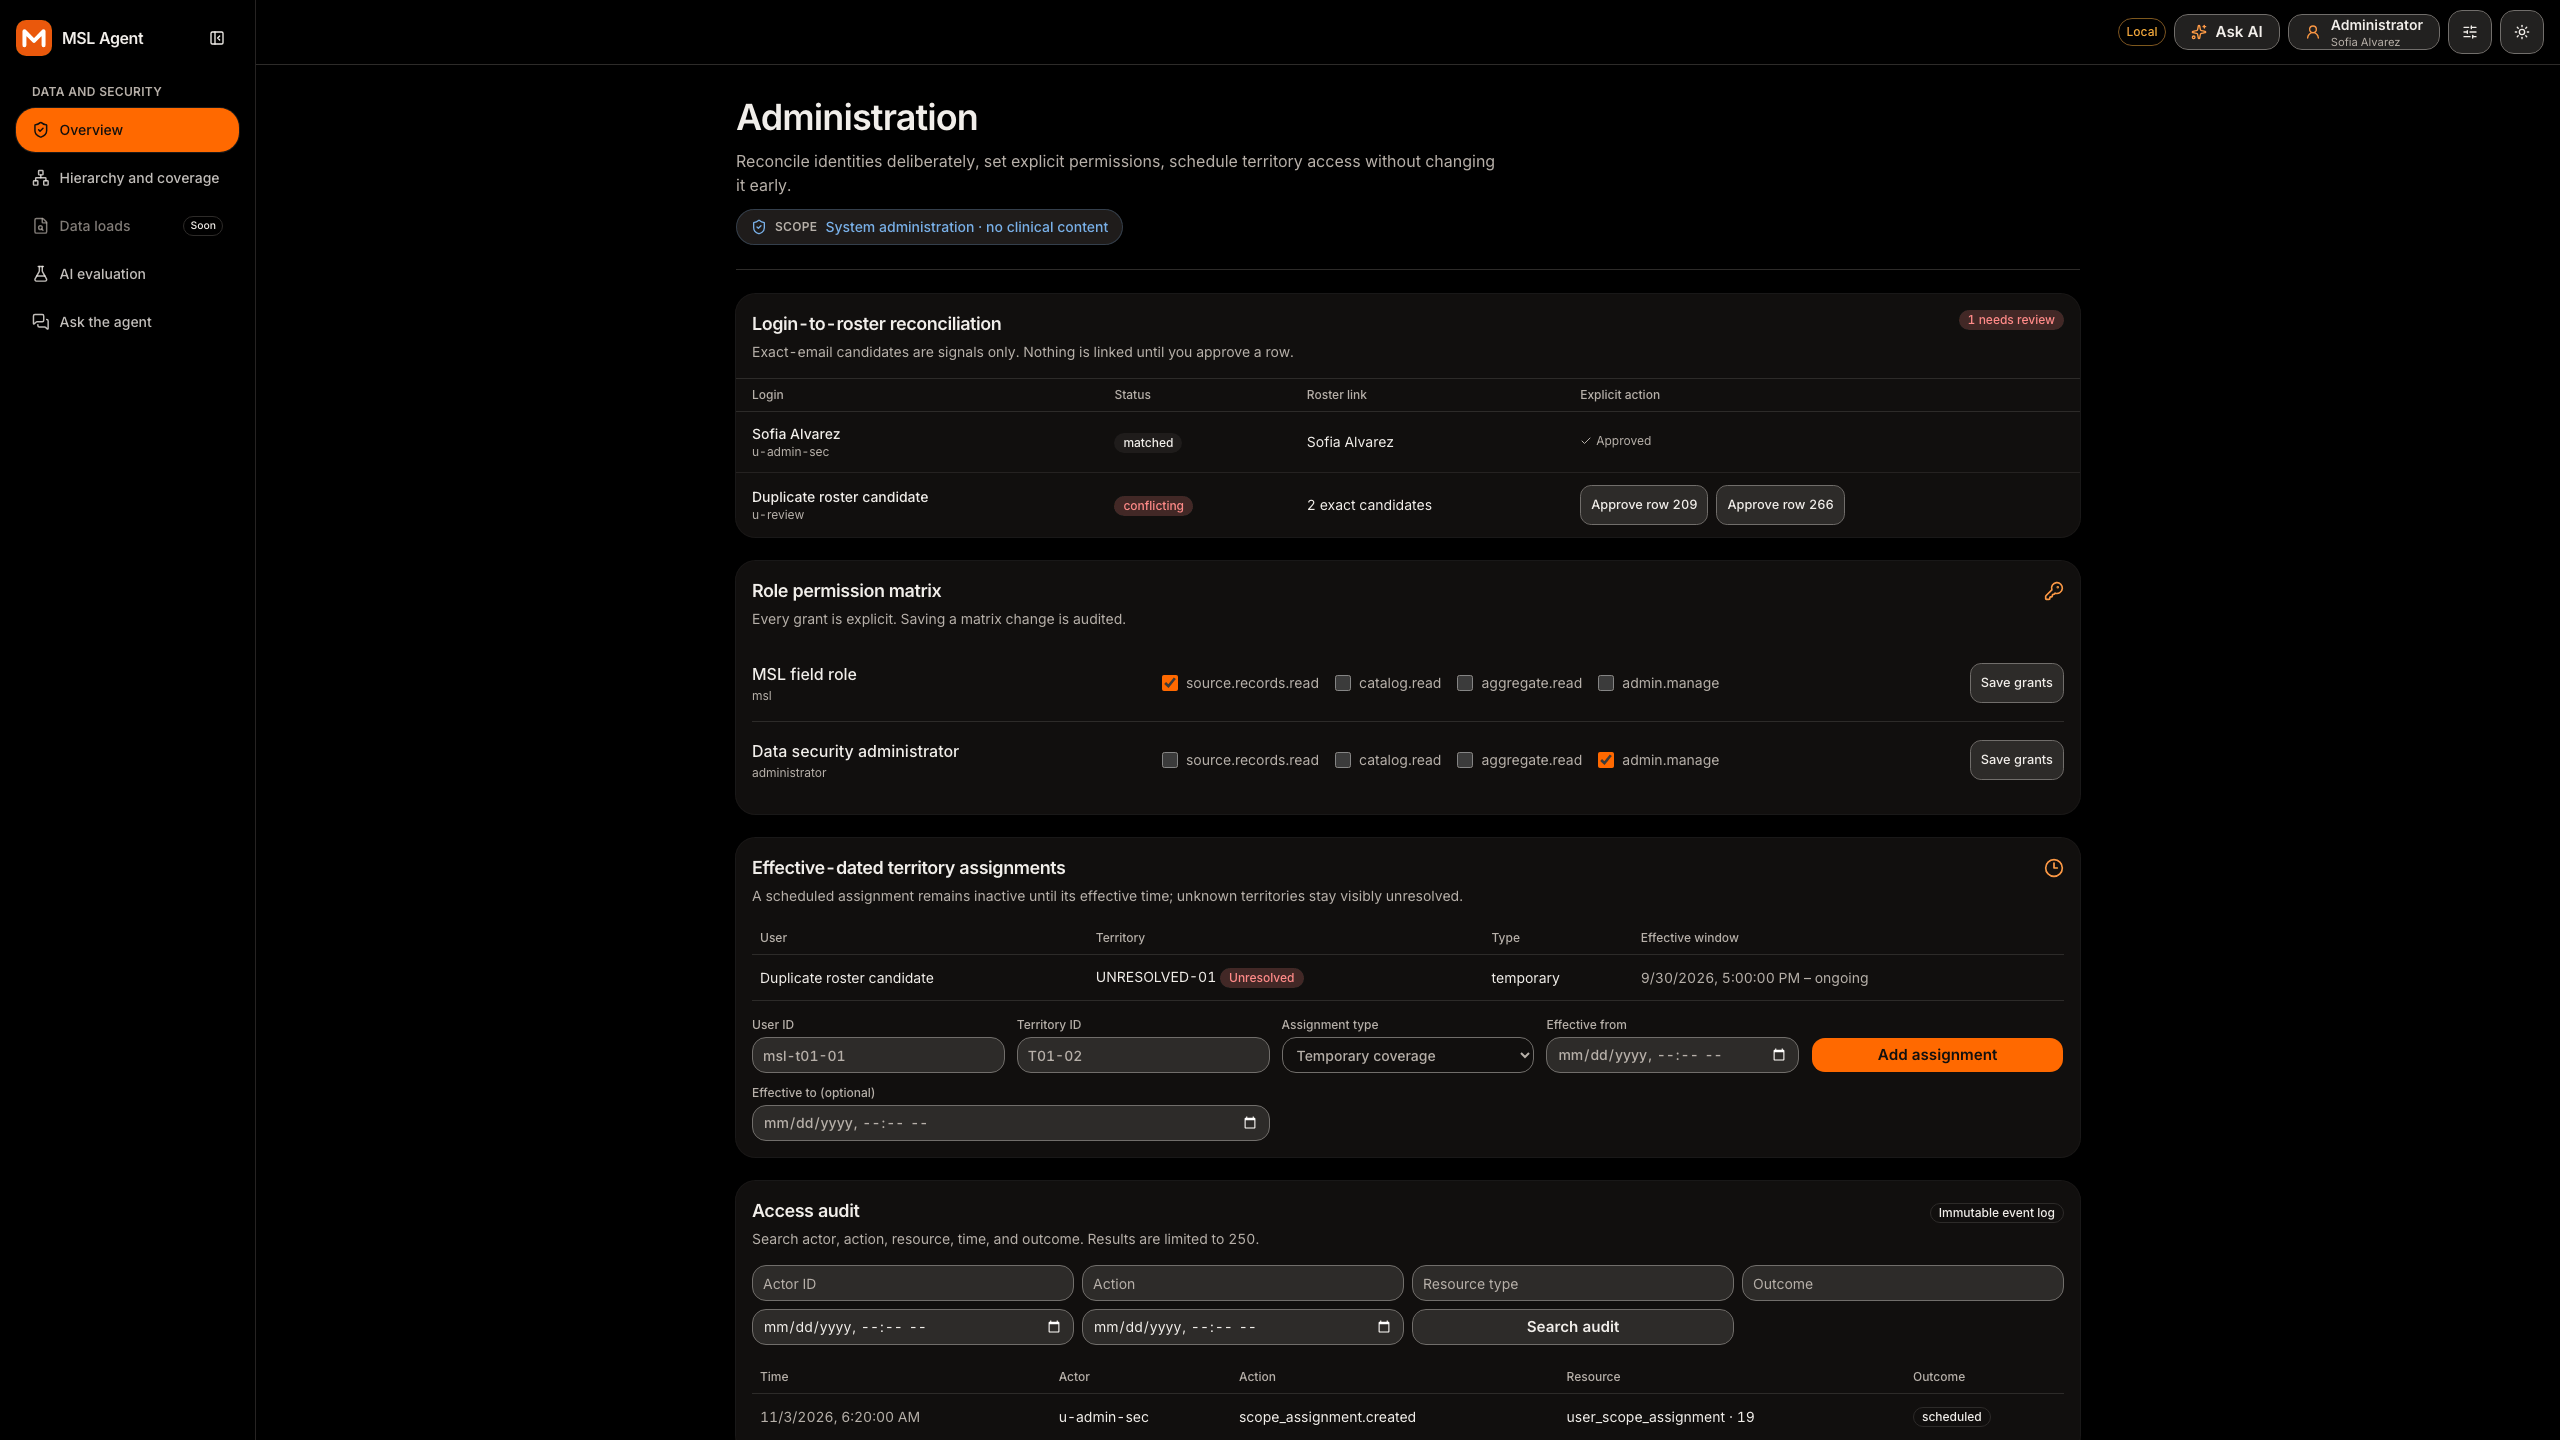 MSL Agent
Local
Ask AI
Administrator
Sofia Alvarez
DATA AND SECURITY
Overview
Hierarchy and coverage
Data loads
Soon
AI evaluation
Ask the agent
Administration
Reconcile identities deliberately, set explicit permissions, schedule territory access without changing
it early.
SCOPE System administration · no clinical content
Login-to-roster reconciliation
1 needs review
Exact-email candidates are signals only. Nothing is linked until you approve a row.
Login Status Roster link Explicit action
Sofia Alvarez
u-admin-sec
matched
Sofia Alvarez
Approved
Duplicate roster candidate
u-review
conflicting
2 exact candidates
Approve row 209
Approve row 266
Role permission matrix
Every grant is explicit. Saving a matrix change is audited.
MSL field role
msl
source.records.read catalog.read aggregate.read admin.manage
Save grants
Data security administrator
administrator
source.records.read catalog.read aggregate.read admin.manage
Save grants
Effective-dated territory assignments
A scheduled assignment remains inactive until its effective time; unknown territories stay visibly unresolved.
User Territory Type Effective window
Duplicate roster candidate UNRESOLVED-01 Unresolved temporary 9/30/2026, 5:00:00 PM – ongoing
User ID Territory ID Assignment type Effective from
msl-t01-01 T01-02 Temporary coverage mm/dd/yyyy, --:-- -- Add assignment
Effective to (optional)
mm/dd/yyyy, --:-- --
Access audit
Immutable event log
Search actor, action, resource, time, and outcome. Results are limited to 250.
Actor ID Action Resource type Outcome
mm/dd/yyyy, --:-- -- mm/dd/yyyy, --:-- -- Search audit
Time Actor Action Resource Outcome
11/3/2026, 6:20:00 AM u-admin-sec scope_assignment.created user_scope_assignment · 19 scheduled